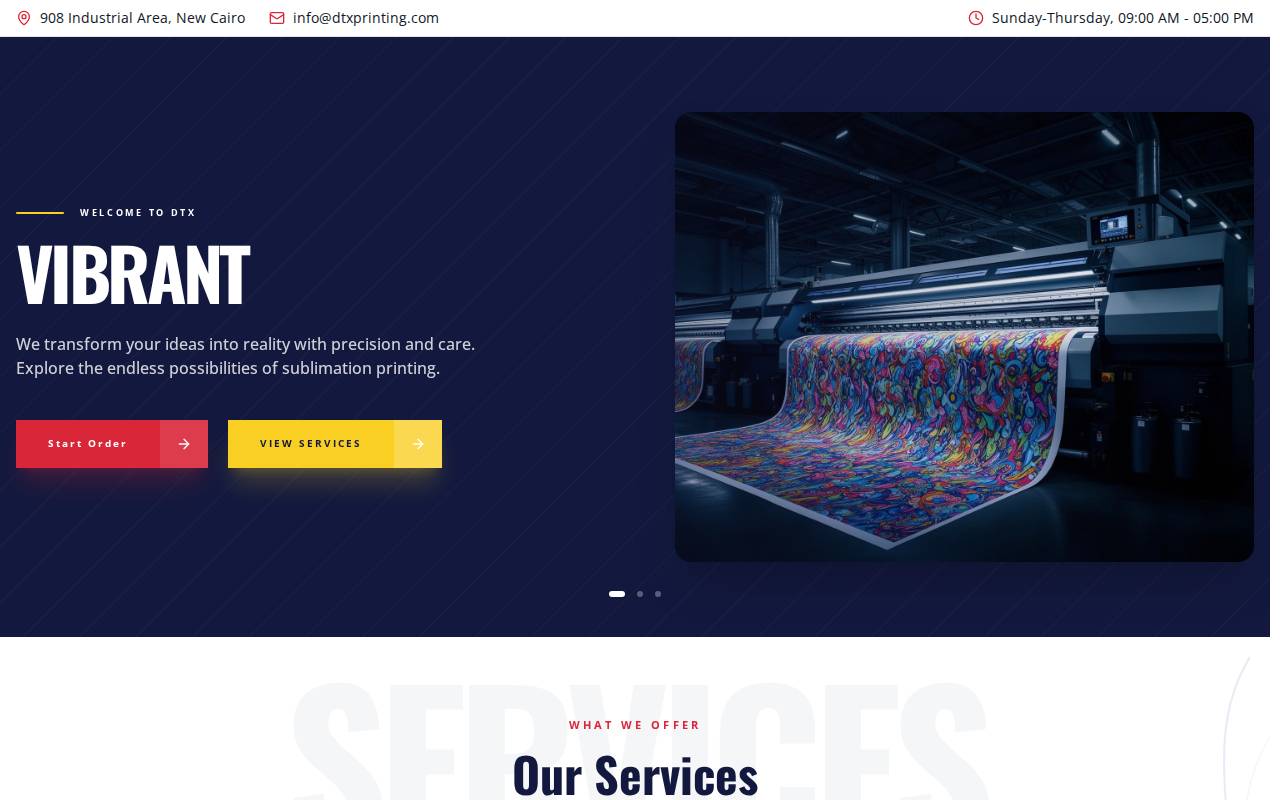 908 Industrial Area, New Cairo
info@dtxprinting.com
Sunday-Thursday, 09:00 AM - 05:00 PM
WELCOME TO DTX
VIBRANT
We transform your ideas into reality with precision and care.
Explore the endless possibilities of sublimation printing.
Start Order
VIEW SERVICES
SERVICES
WHAT WE OFFER
Our Services